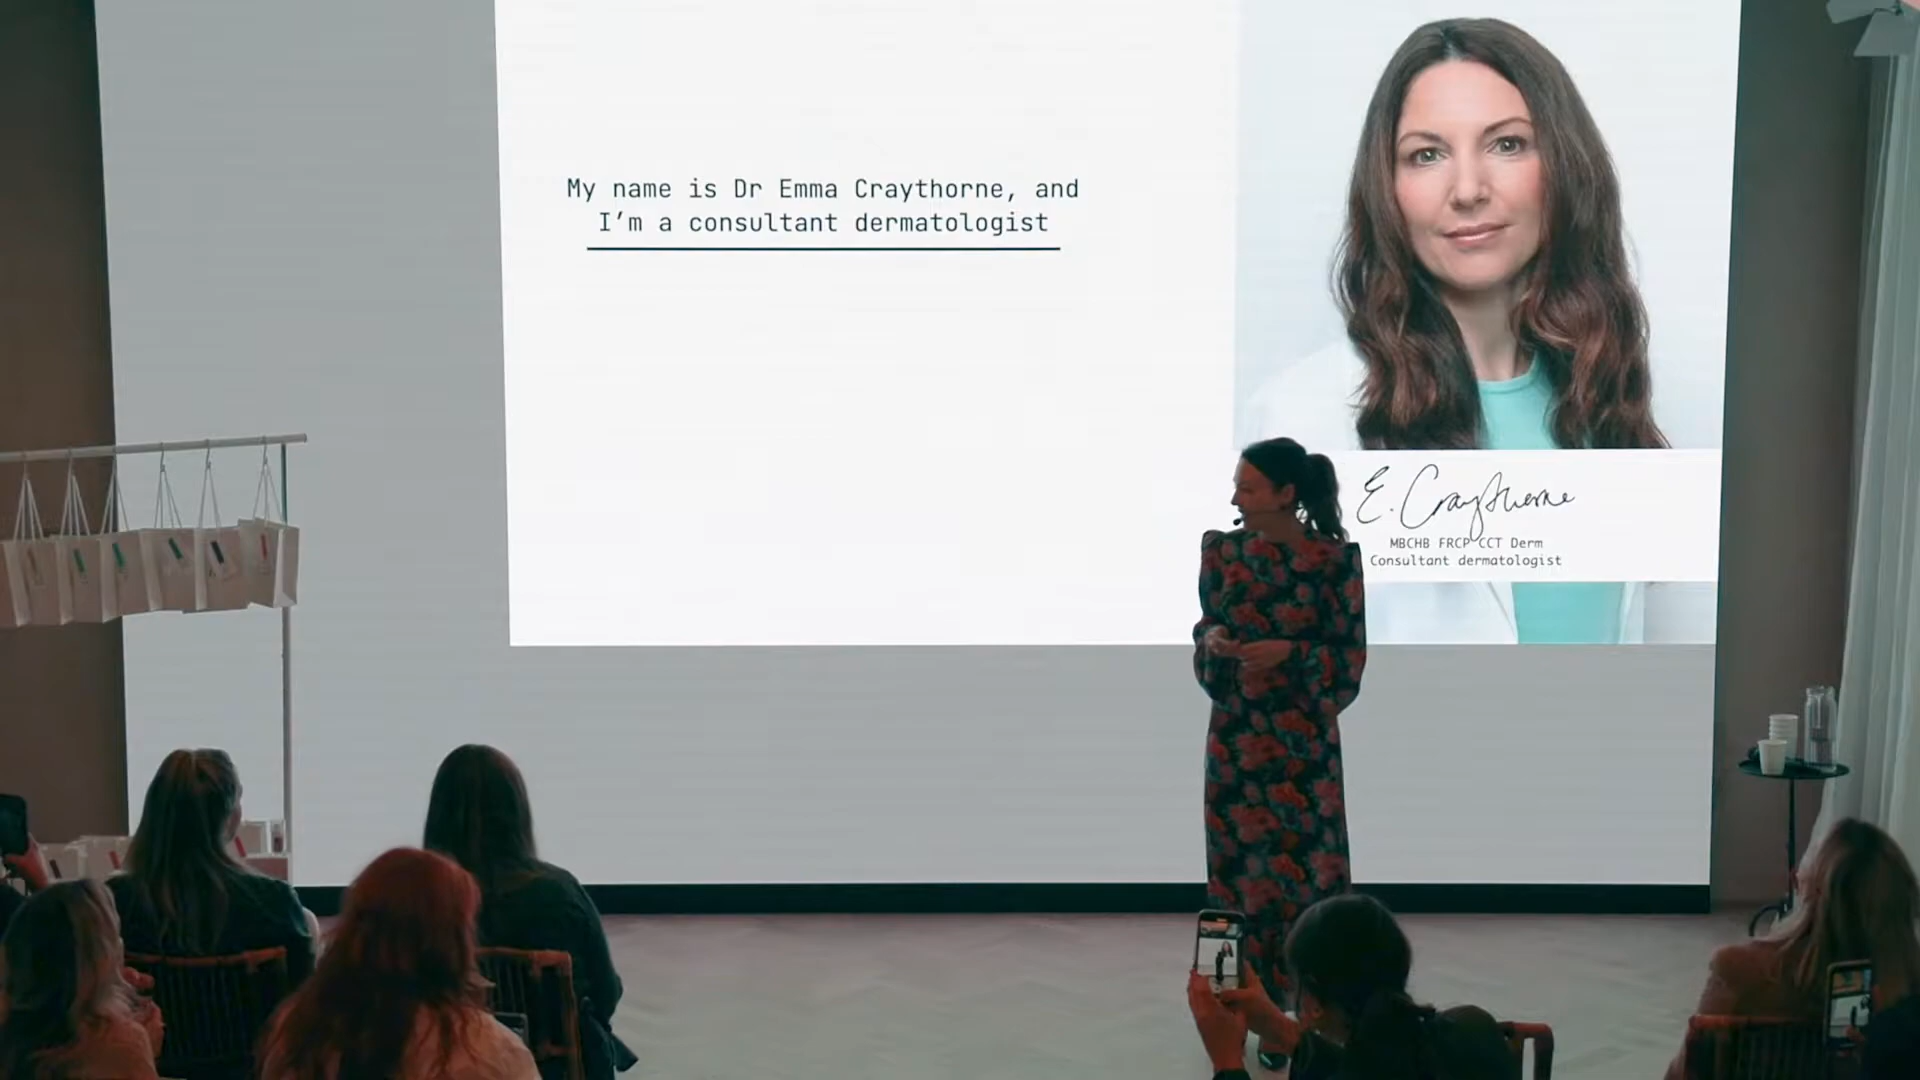 My name is Dr Emma Craythorne, and
I’m a consultant dermatologist
E. Craythorne
MBCHB FRCP CCT Derm
Consultant dermatologist